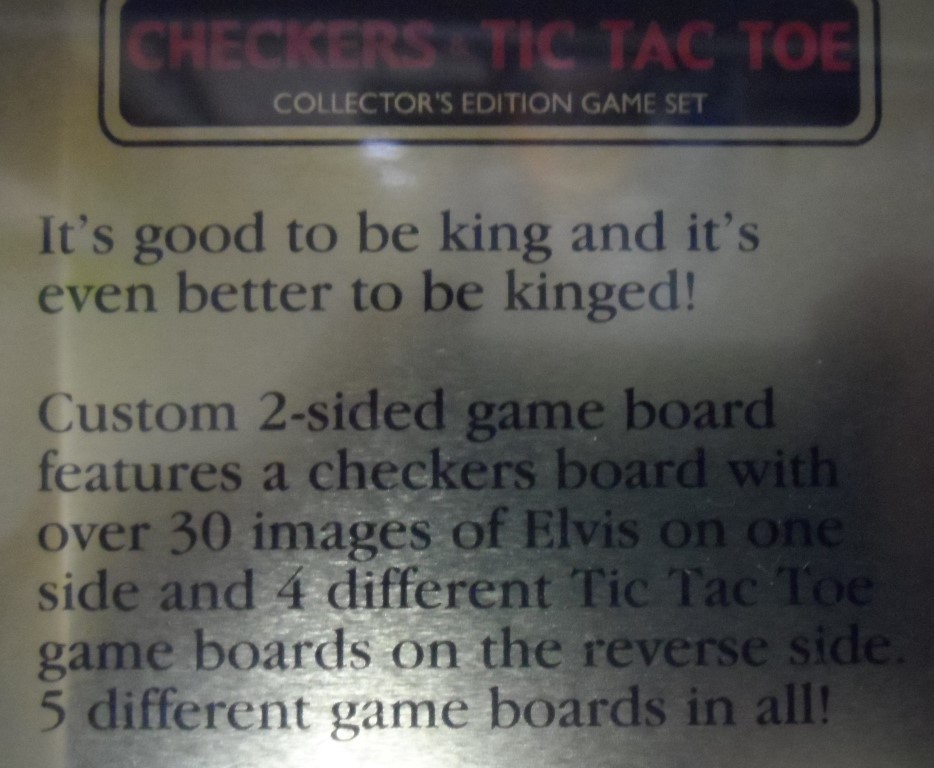 CHECKERS & TIC TAC TOE
COLLECTOR'S EDITION GAME SET
It's good to be king and it's
even better to be kinged!
Custom 2-sided game board
features a checkers board with
over 30 images of Elvis on one
side and 4 different Tic Tac Toe
game boards on the reverse side.
5 different game boards in all!